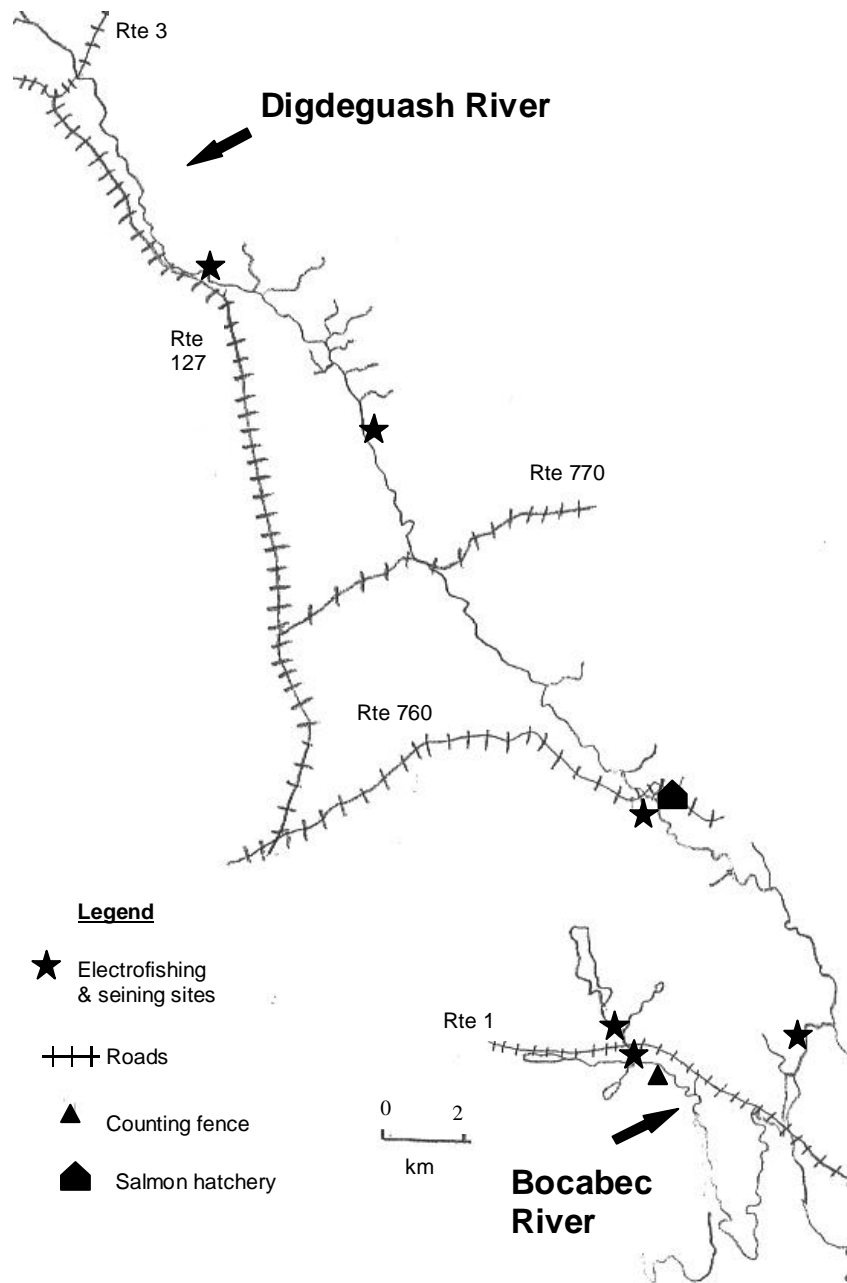 Rte 3
Digdeguash River
Rte
127
Rte 770
Rte 760
Legend
Electrofishing
& seining sites
Rte 1
Roads
0 2
Counting fence
km
Salmon hatchery
Bocabec
River